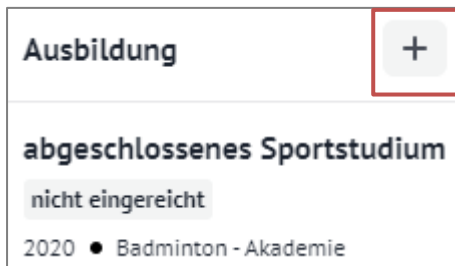 Ausbildung +
abgeschlossenes Sportstudium
nicht eingereicht
2020 ● Badminton - Akademie